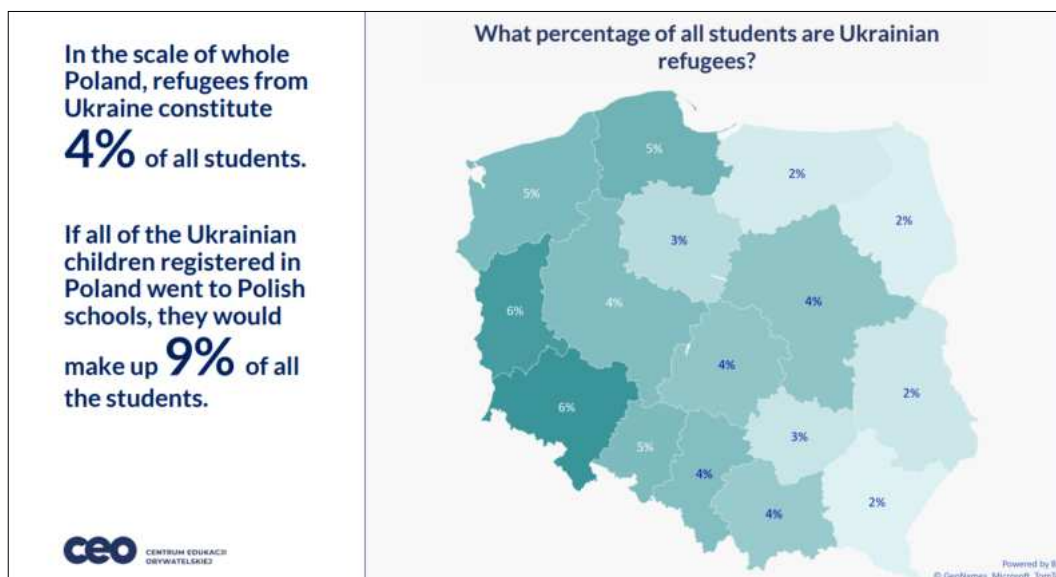 In the scale of whole
Poland, refugees from
Ukraine constitute
4% of all students.
If all of the Ukrainian
children registered in
Poland went to Polish
schools, they would
make up 9% of all
the students.
ceo CENTRUM EDUKACJI
OBYWATELSKIEJ
What percentage of all students are Ukrainian
refugees?
5%
2%
5%
2%
3%
4%
4%
6%
4%
2%
6%
3%
5%
4%
2%
4%
Powered by
© GeoNames, Microsoft,